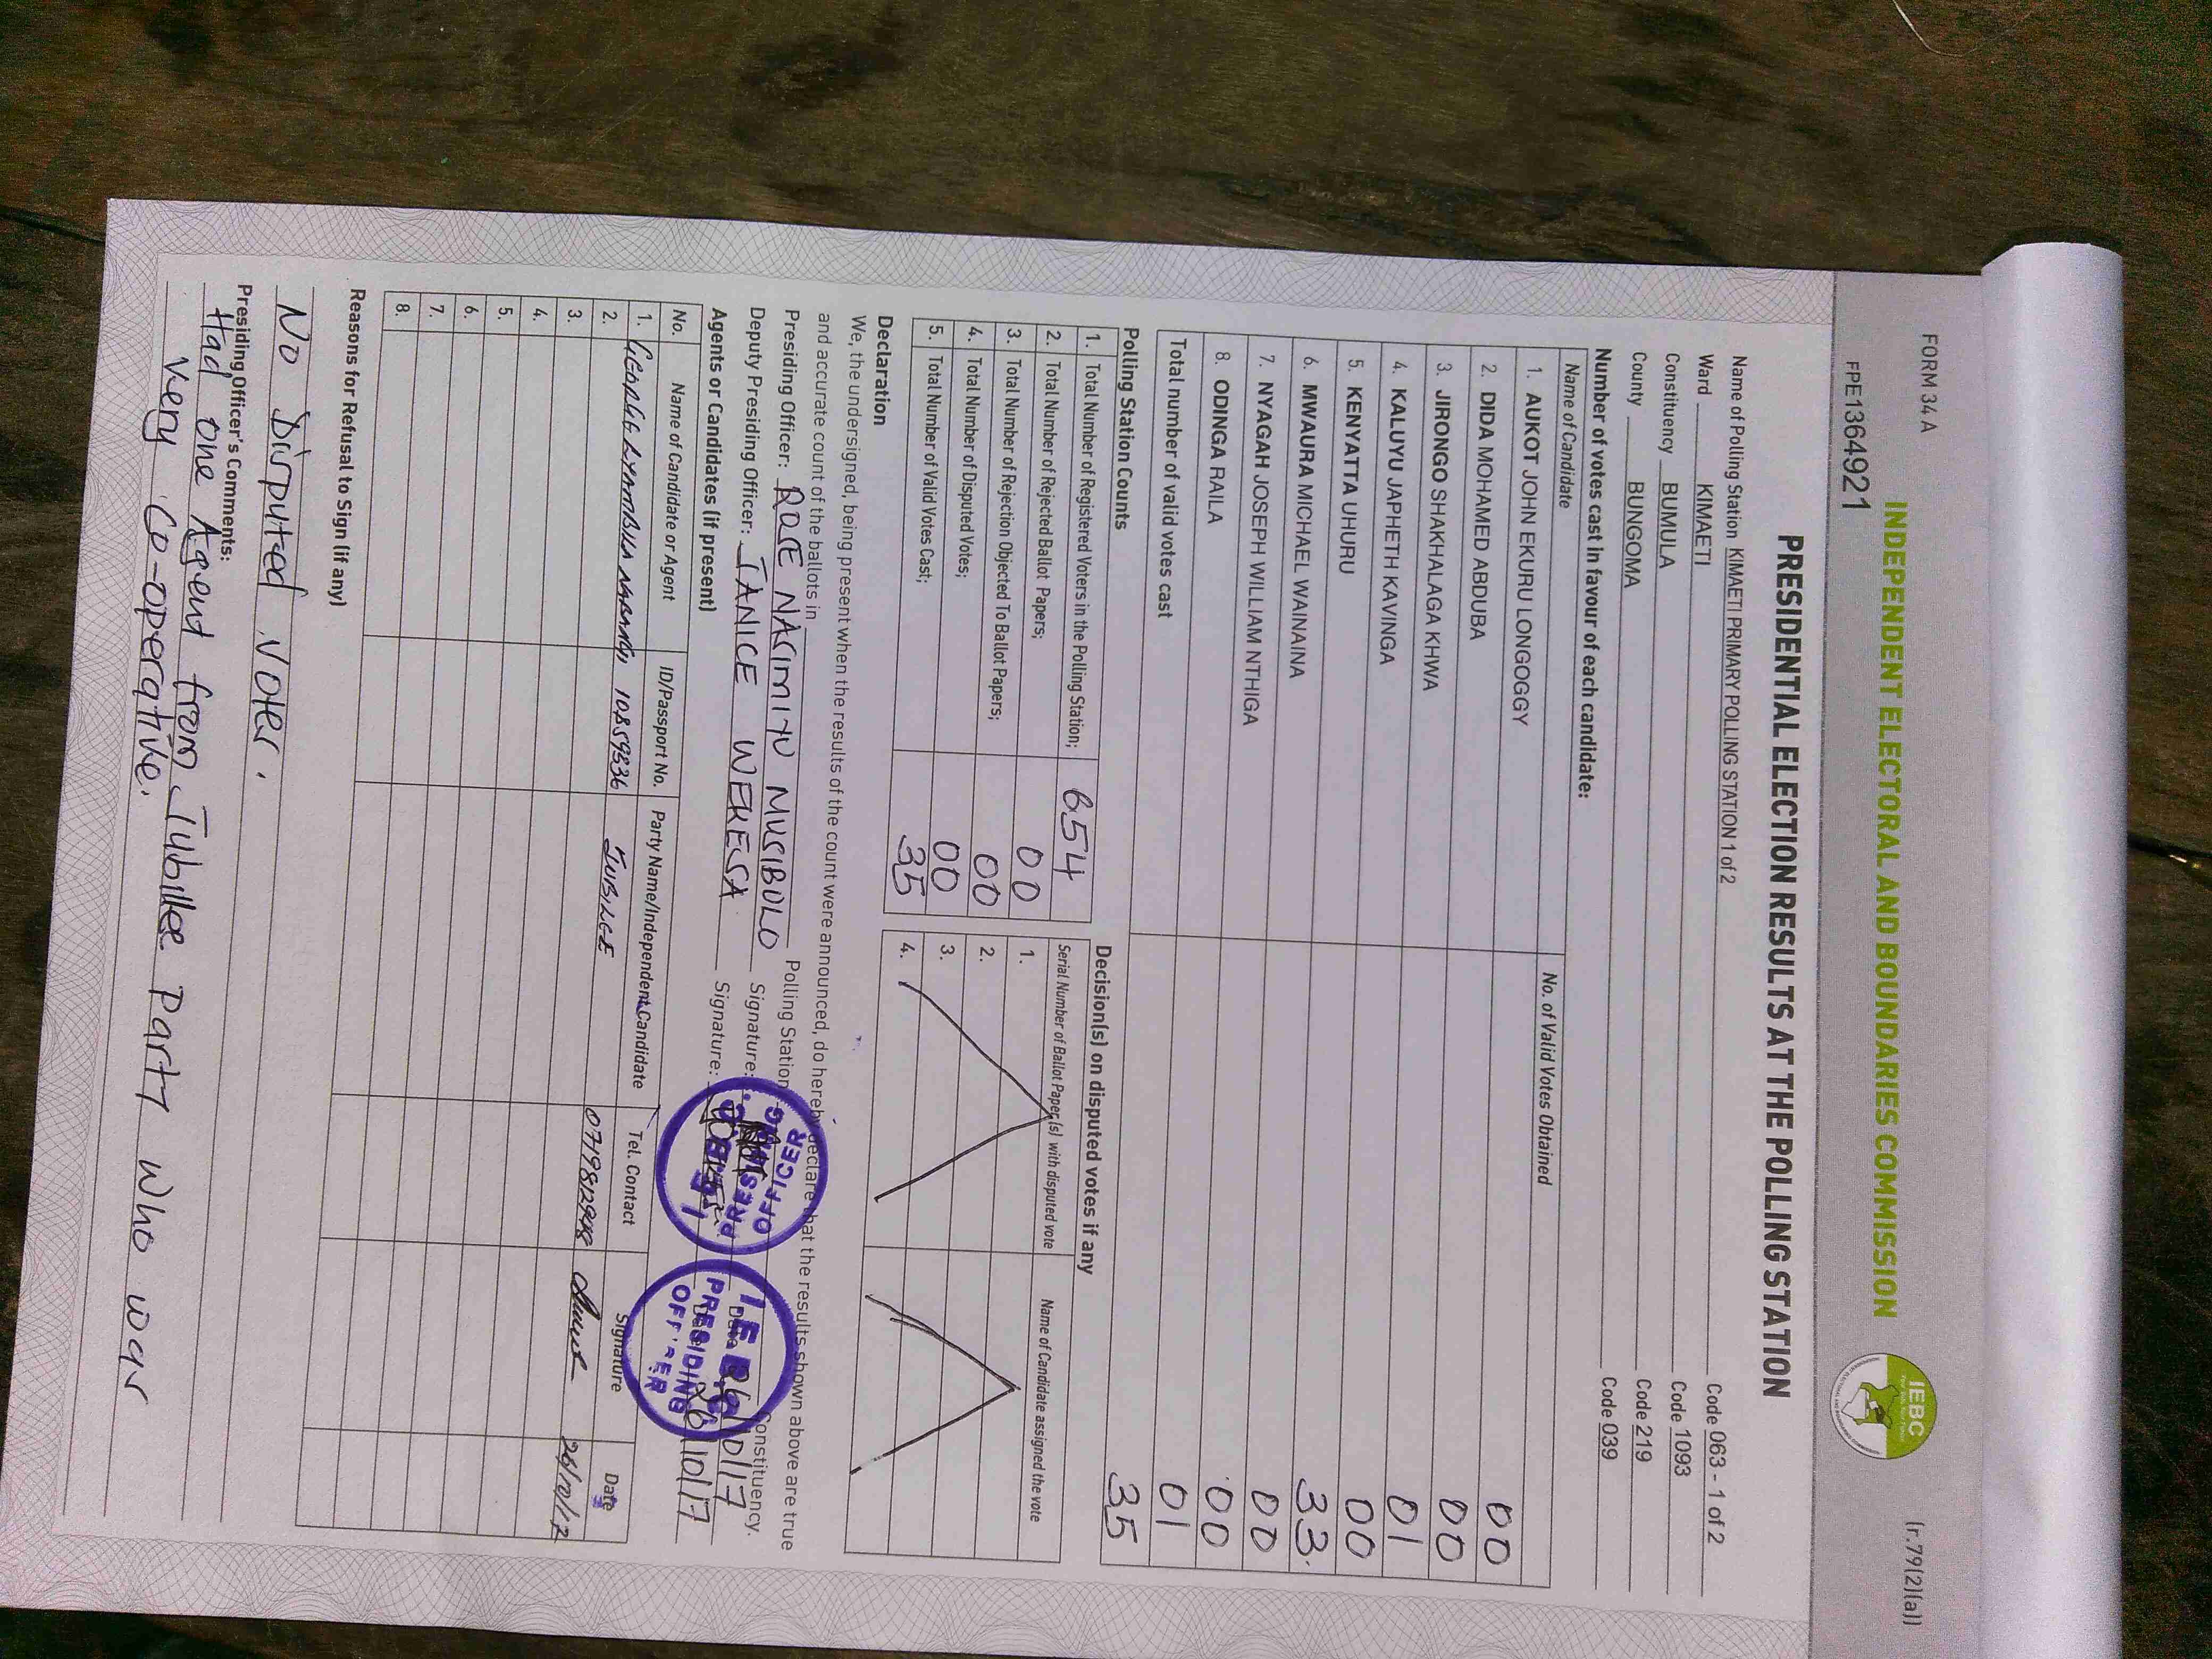 FORM 34 A
(r.79(2)(a))
INDEPENDENT ELECTORAL AND BOUNDARIES COMMISSION
IEBC
FPE1364921
PRESIDENTIAL ELECTION RESULTS AT THE POLLING STATION
Name of Polling Station KIMAETI PRIMARY POLLING STATION 1 of 2 Code 063 - 1 of 2
Ward KIMAETI Code 1093
Constituency BUMULA Code 219
County BUNGOMA Code 039
Number of votes cast in favour of each candidate:
Name of Candidate No. of Valid Votes Obtained
1. AUKOT JOHN EKURU LONGOGGY 00
2. DIDA MOHAMED ABDUBA 00
3. JIRONGO SHAKHALAGA KHWA 01
4. KALUYU JAPHETH KAVINGA 00
5. KENYATTA UHURU 33.
6. MWAURA MICHAEL WAINAINA 00
7. NYAGAH JOSEPH WILLIAM NTHIGA 00
8. ODINGA RAILA 01
Total number of valid votes cast 35
Polling Station Counts
1. Total Number of Registered Voters in the Polling Station; 654
2. Total Number of Rejected Ballot Papers; 00
3. Total Number of Rejection Objected To Ballot Papers; 00
4. Total Number of Disputed Votes; 00
5. Total Number of Valid Votes Cast; 35
Decision(s) on disputed votes if any
Serial Number of Ballot Paper(s) with disputed vote Name of Candidate assigned the vote
1.
2.
3.
4.
Declaration
We, the undersigned, being present when the results of the count were announced, do hereby declare that the results shown above are true
and accurate count of the ballots in Polling Station Constituency.
Presiding Officer: ROSE NASIMIYU MUSIBOLO Signature: 26/10/17
Deputy Presiding Officer: JANICE WEKESA Signature: 26/10/17
PRESIDING OFFICER
PRESIDING OFFICER
Agents or Candidates (if present)
No. Name of Candidate or Agent ID/Passport No. Party Name/Independent Candidate Tel. Contact Signature Date
1. GEORGE 10859336 JUBILEE 0719812948 26/10/17
2.
3.
4.
5.
6.
7.
8.
Reasons for Refusal to Sign (if any)
No Disputed Voter.
Presiding Officer's Comments:
Had one Agent from Jubilee Party who was
very co-operative.